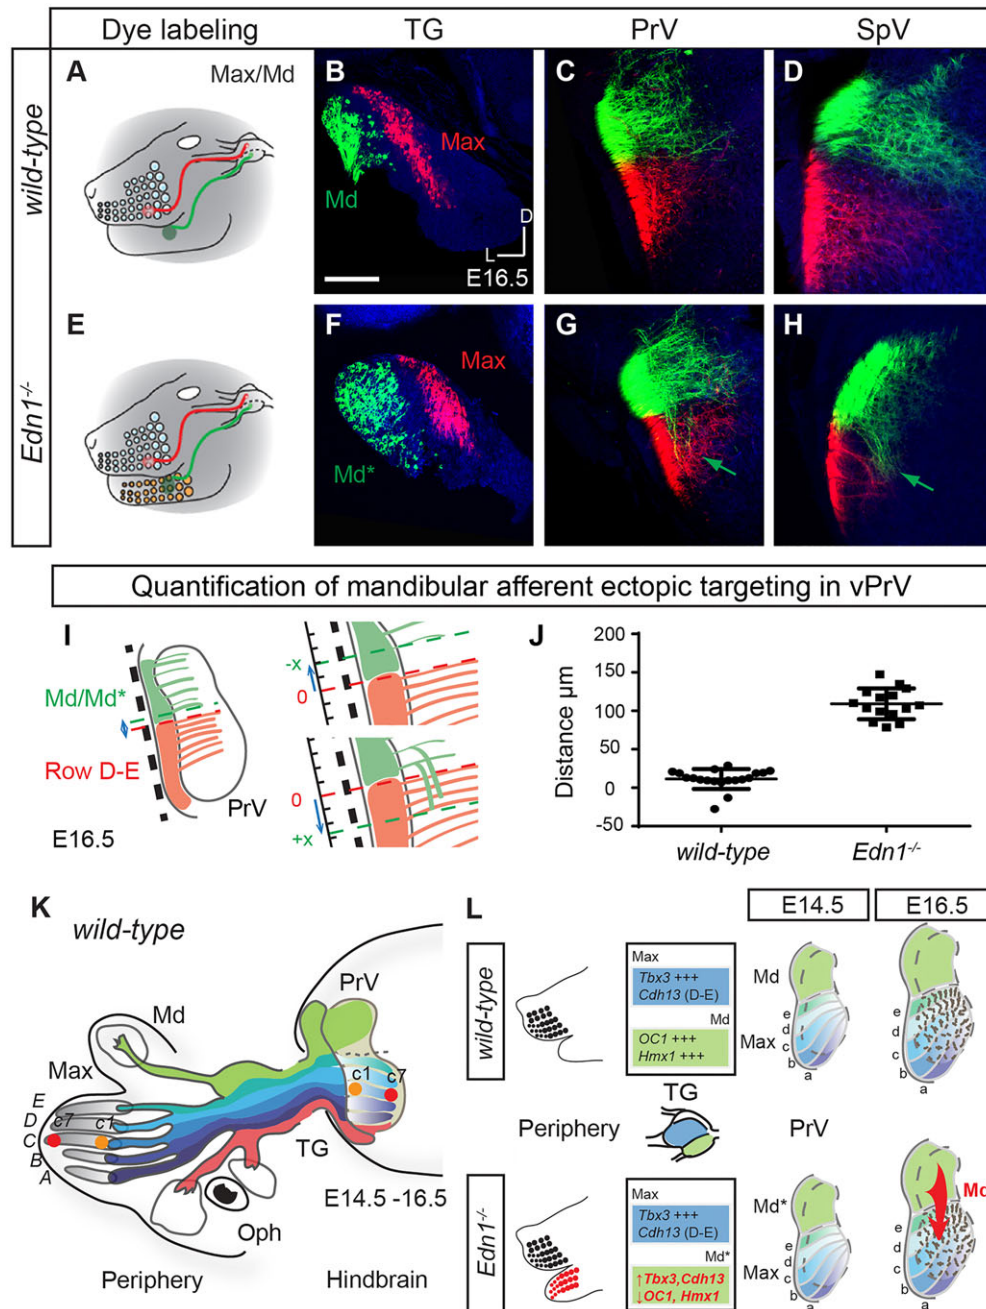 Dye labeling
TG
PrV
SpV
wild-type
A
Max/Md
B
Max
Md
D
L
E16.5
C
D
Edn1-/-
E
F
Max
Md*
G
H
Quantification of mandibular afferent ectopic targeting in vPrV
I
Md/Md*
Row D-E
PrV
E16.5
-x
0
0
+x
J
Distance µm
200
150
100
50
0
-50
wild-type
Edn1-/-
K
wild-type
PrV
Md
Max
c1
c7
E
D
C
B
A
c7
c1
TG
E14.5 -16.5
Oph
Periphery
Hindbrain
L
E14.5
E16.5
wild-type
Max
Tbx3 +++
Cdh13 (D-E)
Md
OC1 +++
Hmx1 +++
Md
Max
e
d
c
b
a
e
d
c
b
a
TG
Periphery
PrV
Edn1-/-
Max
Tbx3 +++
Cdh13 (D-E)
Md*
↑Tbx3,Cdh13
↓OC1, Hmx1
Md*
Max
e
d
c
b
a
Md
e
d
c
b
a